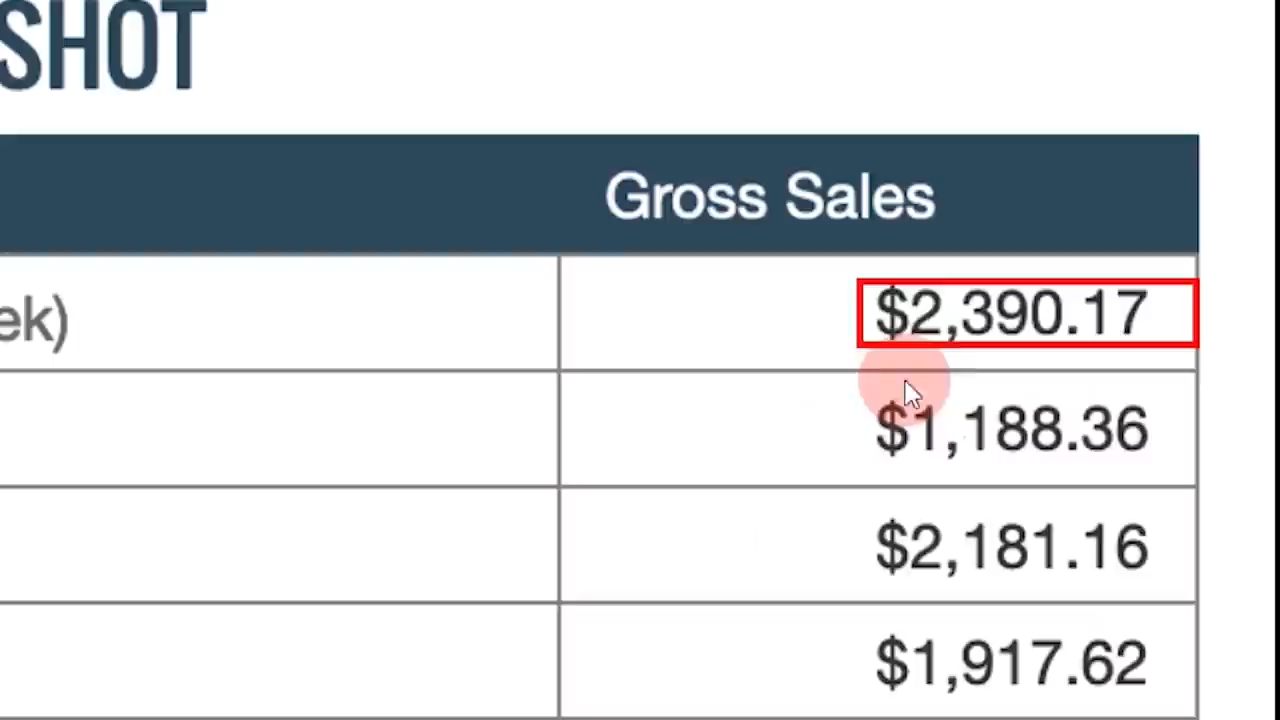 SHOT
Gross Sales
ek) $2,390.17
$1,188.36
$2,181.16
$1,917.62